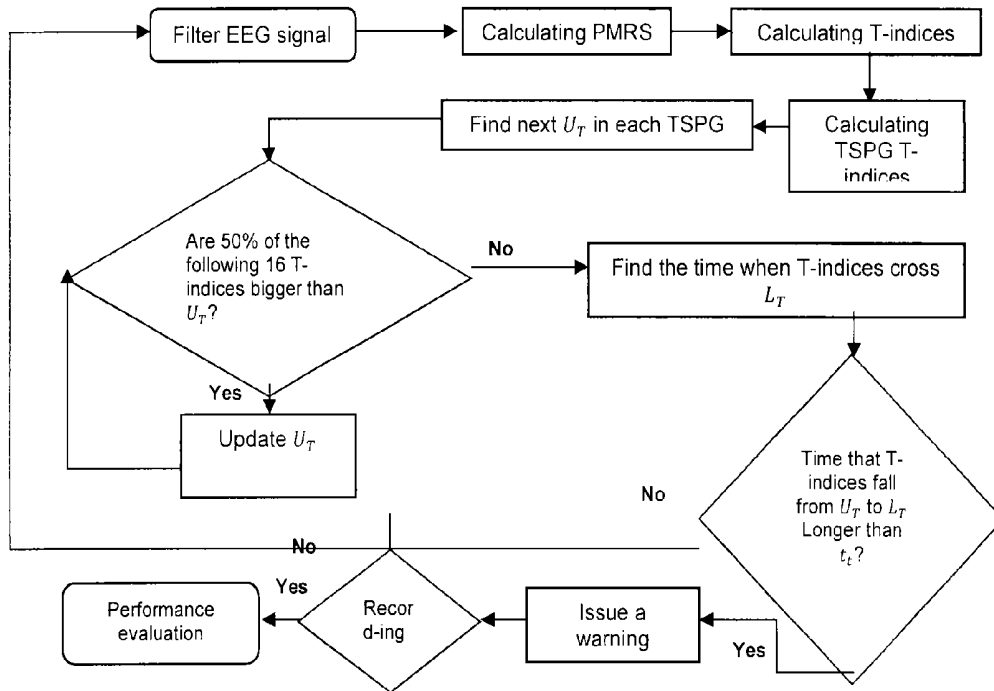 Filter EEG signal
Calculating PMRS
Calculating T-indices
Find next U_T in each TSPG
Calculating
TSPG T-
indices
Are 50% of the
following 16 T-
indices bigger than
U_T?
No
Find the time when T-indices cross
L_T
Yes
Update U_T
Time that T-
indices fall
from U_T to L_T
Longer than
t_t?
No
No
Yes
Performance
evaluation
Recor
d-ing
Issue a
warning
Yes